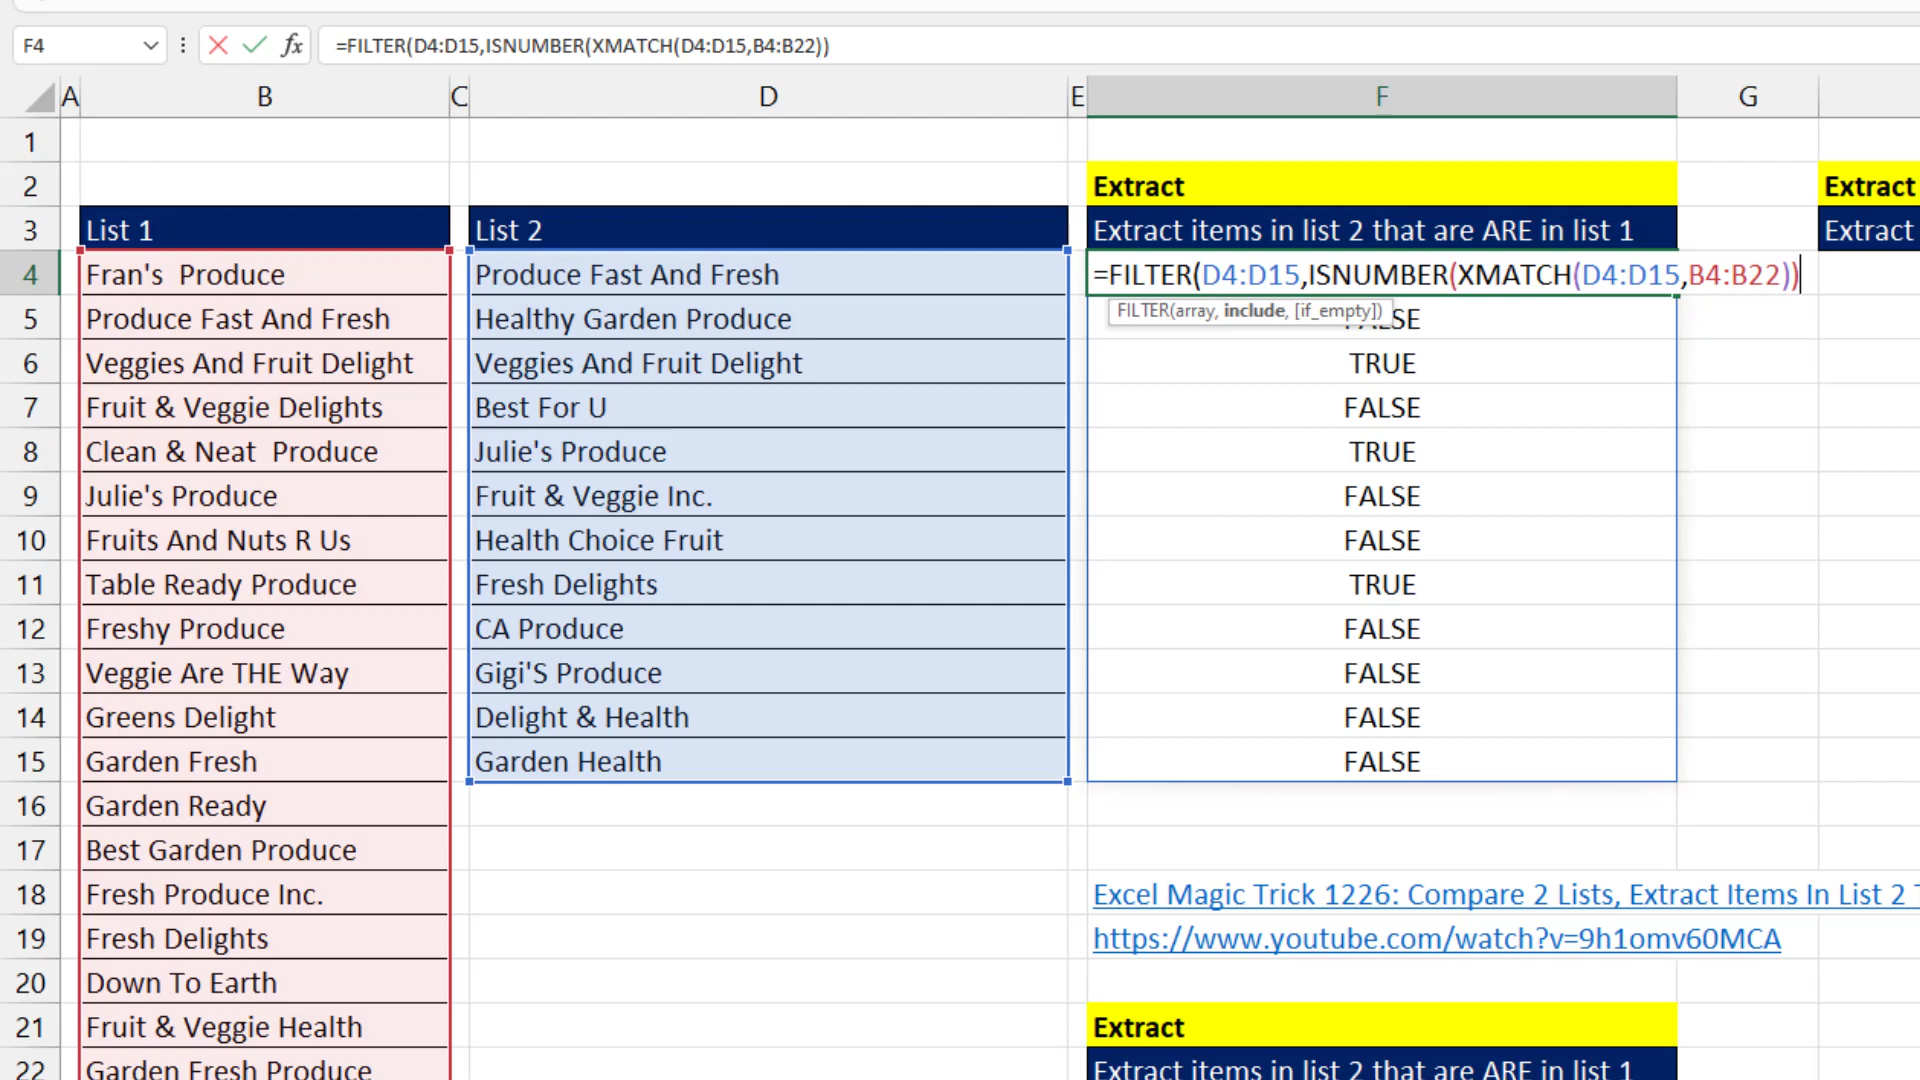 F4 fx =FILTER(D4:D15,ISNUMBER(XMATCH(D4:D15,B4:B22))
A B C D E F G
1
2 Extract Extract
3 List 1 List 2 Extract items in list 2 that are ARE in list 1 Extract
4 Fran's  Produce Produce Fast And Fresh =FILTER(D4:D15,ISNUMBER(XMATCH(D4:D15,B4:B22))
FILTER(array, include, [if_empty])
5 Produce Fast And Fresh Healthy Garden Produce FALSE
6 Veggies And Fruit Delight Veggies And Fruit Delight TRUE
7 Fruit & Veggie Delights Best For U FALSE
8 Clean & Neat  Produce Julie's Produce TRUE
9 Julie's Produce Fruit & Veggie Inc. FALSE
10 Fruits And Nuts R Us Health Choice Fruit FALSE
11 Table Ready Produce Fresh Delights TRUE
12 Freshy Produce CA Produce FALSE
13 Veggie Are THE Way Gigi'S Produce FALSE
14 Greens Delight Delight & Health FALSE
15 Garden Fresh Garden Health FALSE
16 Garden Ready
17 Best Garden Produce
18 Fresh Produce Inc. Excel Magic Trick 1226: Compare 2 Lists, Extract Items In List 2
19 Fresh Delights https://www.youtube.com/watch?v=9h1omv60MCA
20 Down To Earth
21 Fruit & Veggie Health Extract
22 Garden Fresh Produce Extract items in list 2 that are ARE in list 1